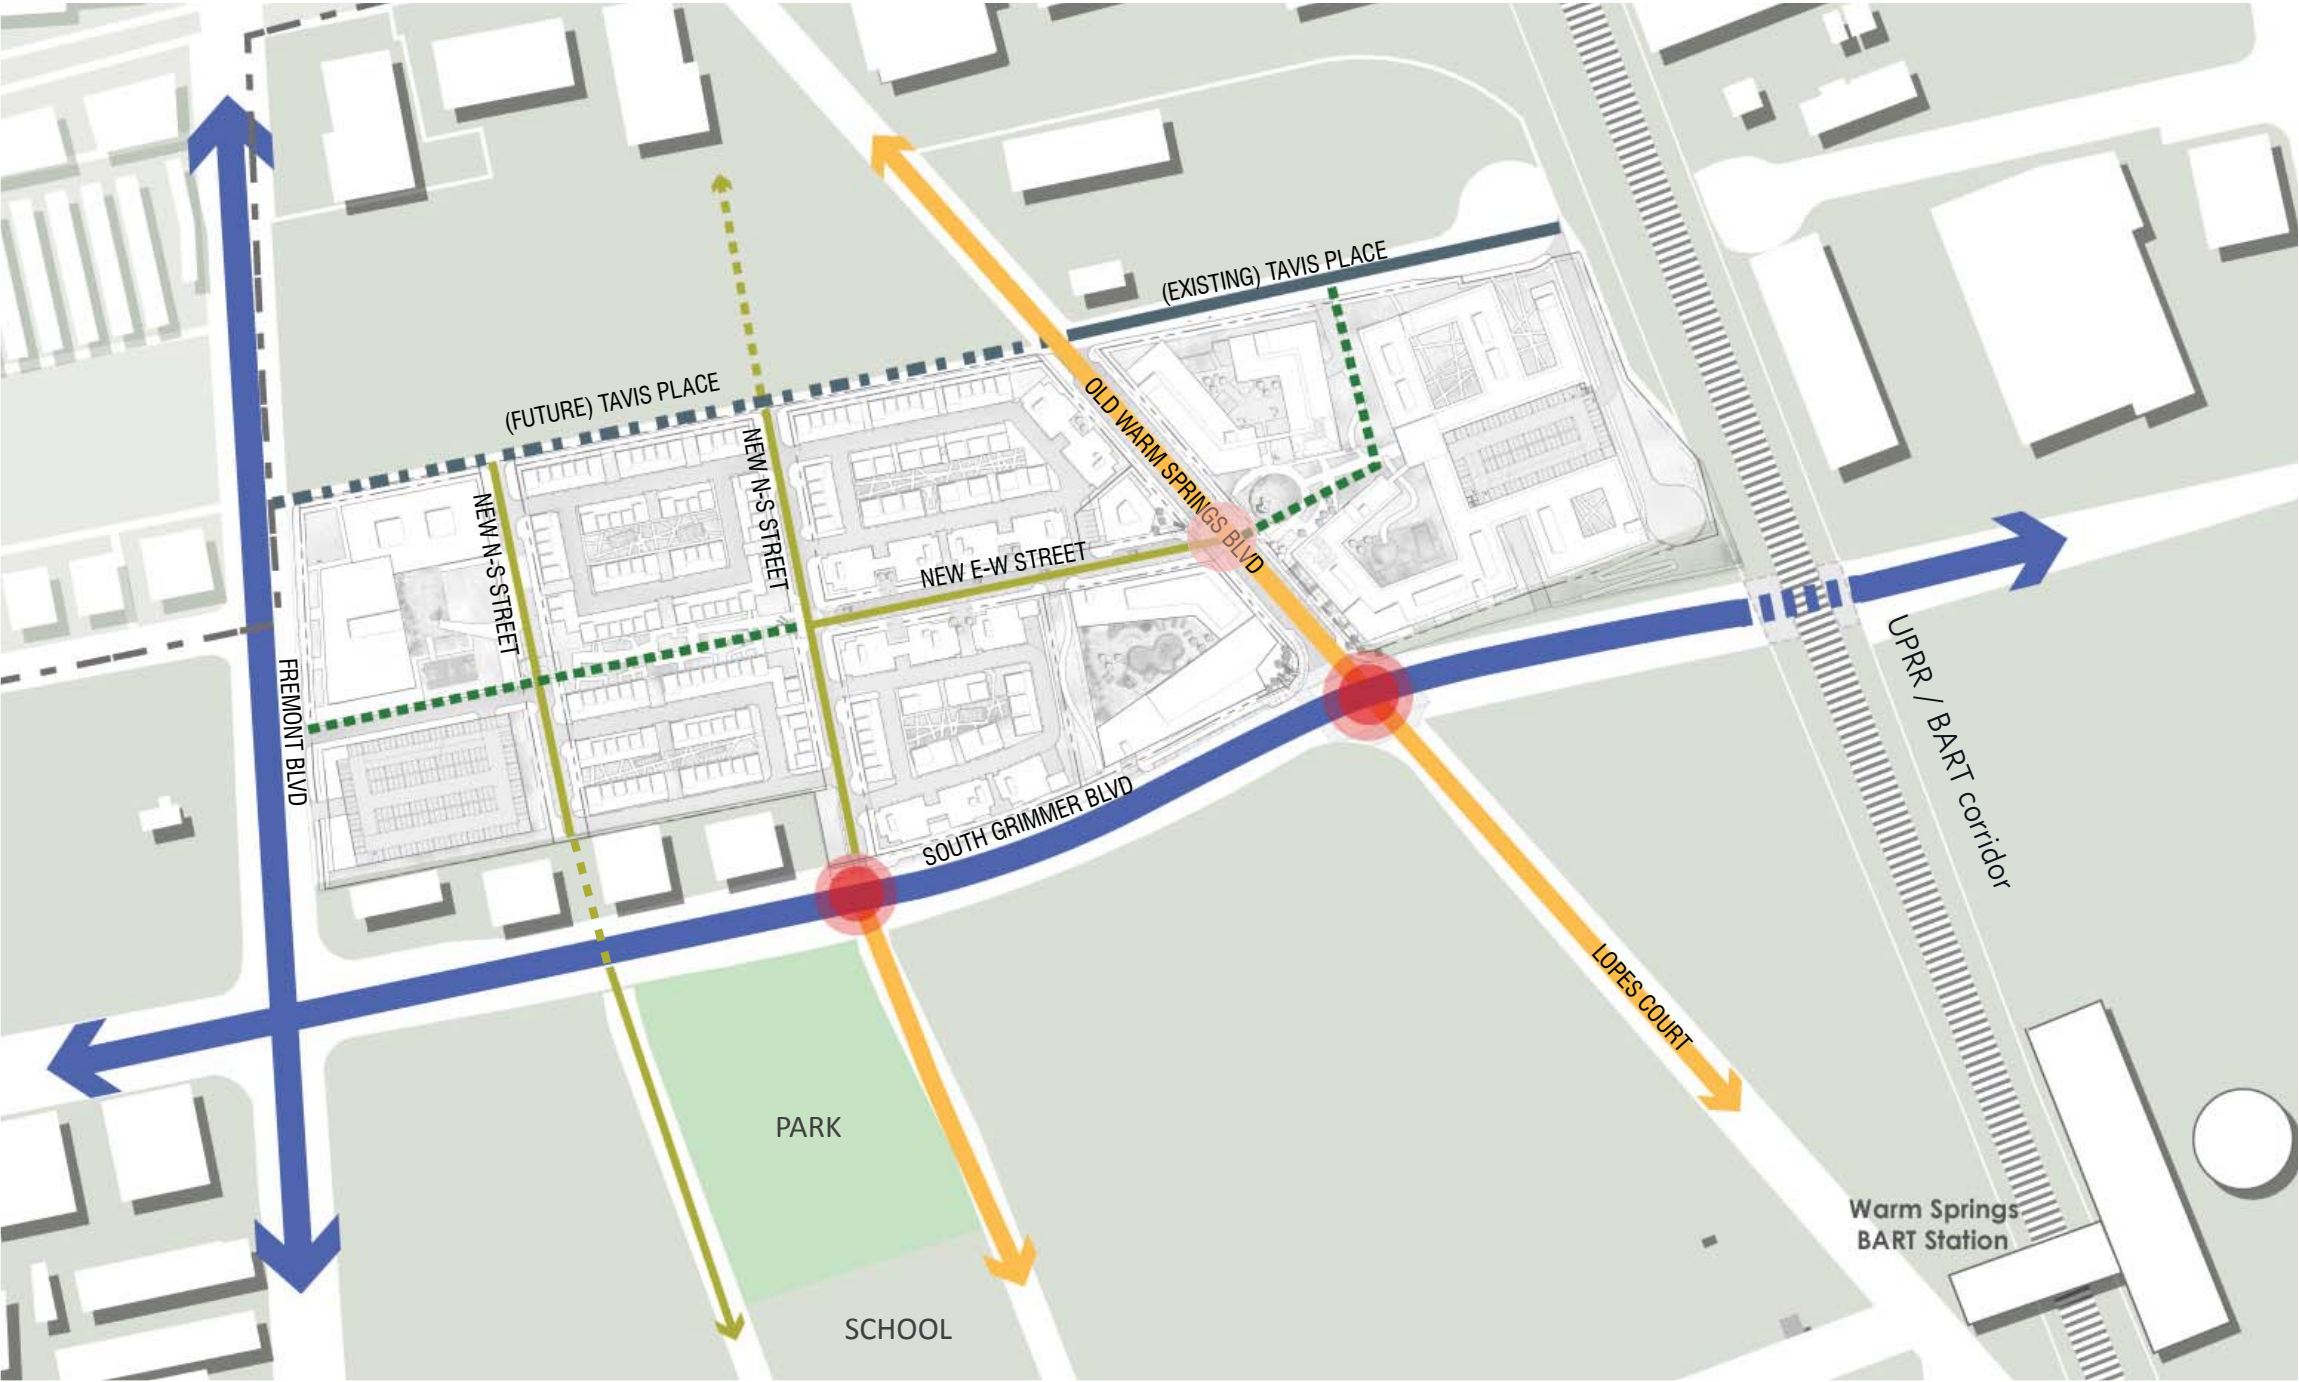 (EXISTING) TAVIS PLACE
(FUTURE) TAVIS PLACE
OLD WARM SPRINGS BLVD
NEW N-S STREET
NEW N-S STREET
NEW E-W STREET
FREMONT BLVD
SOUTH GRIMMER BLVD
UPRR / BART corridor
LOPES COURT
PARK
Warm Springs
BART Station
SCHOOL